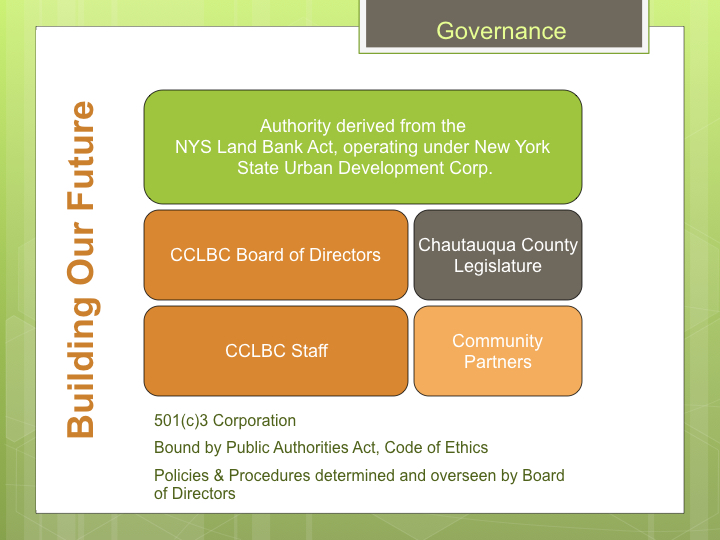 Governance
Building Our Future
Authority derived from the
NYS Land Bank Act, operating under New York
State Urban Development Corp.
CCLBC Board of Directors
Chautauqua County
Legislature
CCLBC Staff
Community
Partners
501(c)3 Corporation
Bound by Public Authorities Act, Code of Ethics
Policies & Procedures determined and overseen by Board
of Directors